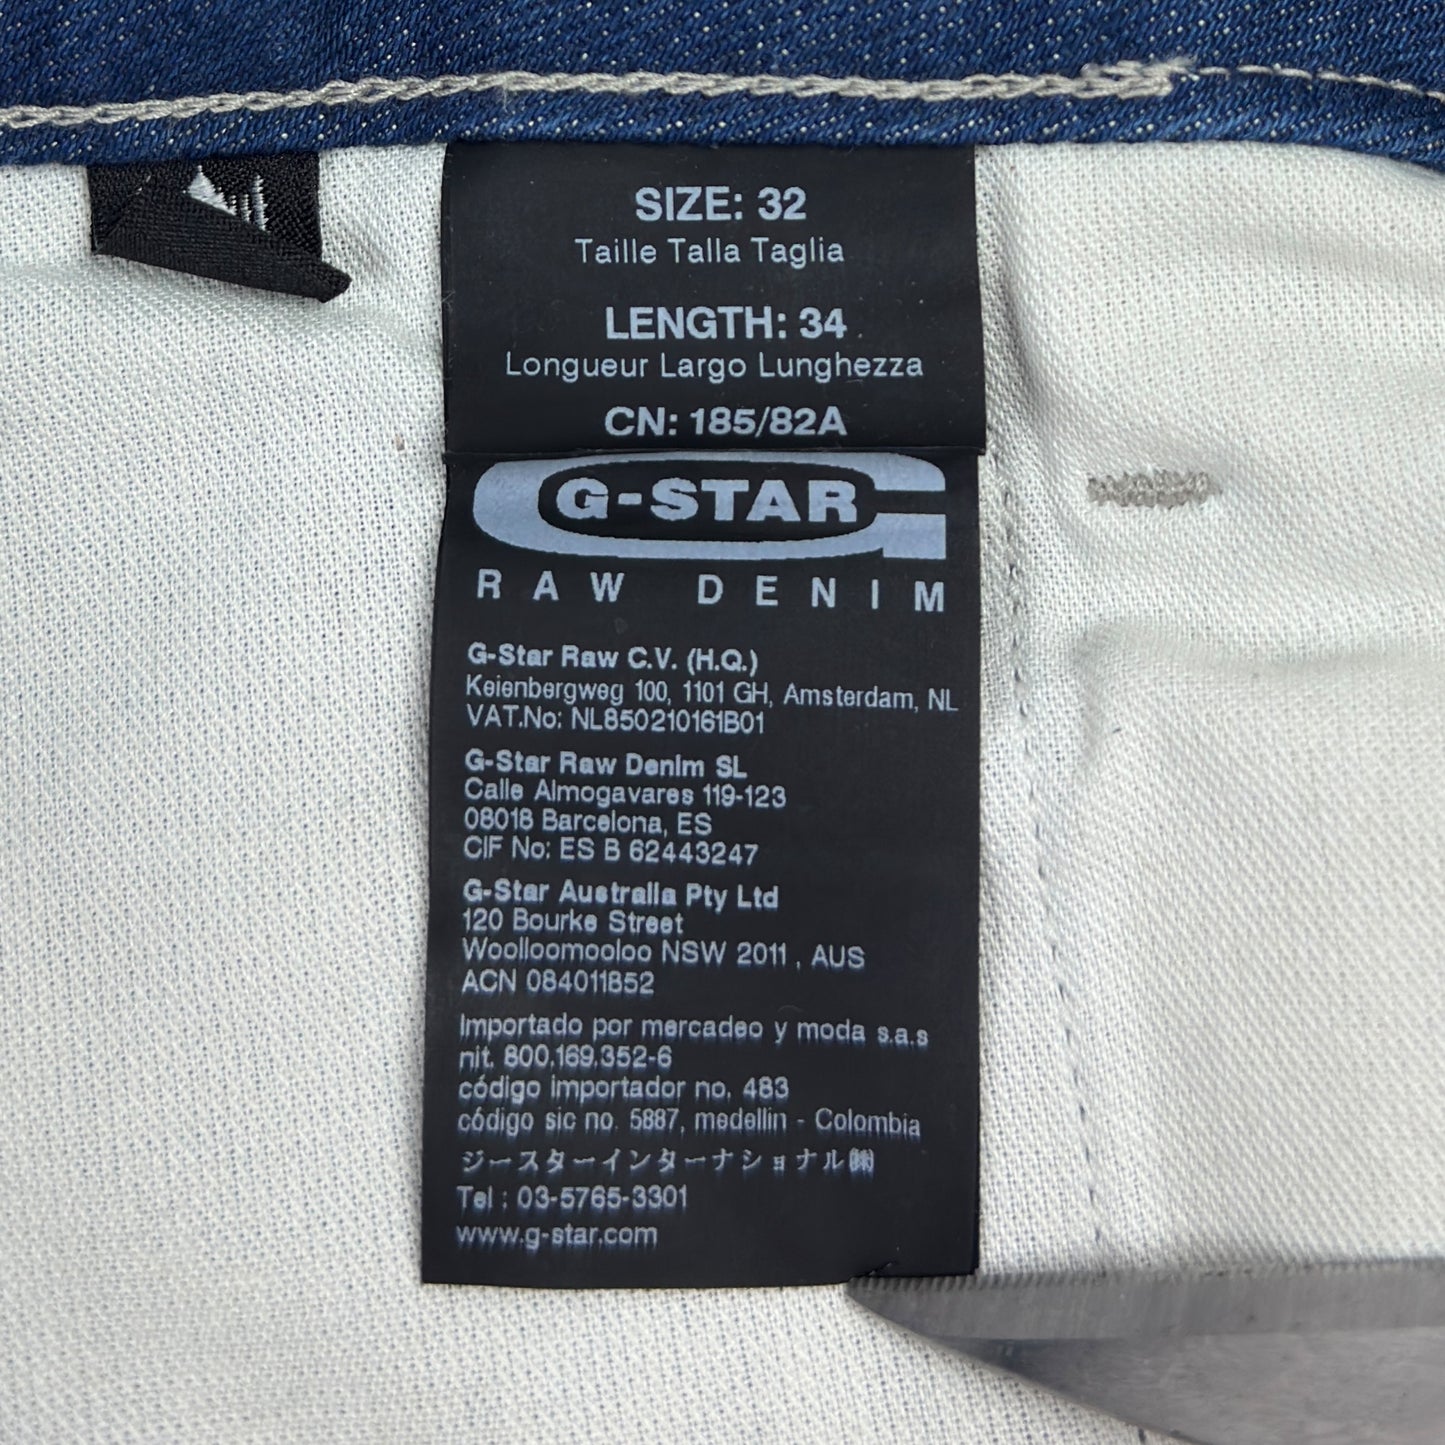 SIZE: 32
Taille Talla Taglia
LENGTH: 34
Longueur Largo Lunghezza
CN: 185/82A
G-STAR
RAW DENIM
G-Star Raw C.V. (H.Q.)
Keienbergweg 100, 1101 GH, Amsterdam, NL
VAT.No: NL850210161B01
G-Star Raw Denim SL
Calle Almogavares 119-123
08018 Barcelona, ES
CIF No: ES B 62443247
G-Star Australia Pty Ltd
120 Bourke Street
Woolloomooloo NSW 2011 , AUS
ACN 084011852
Importado por mercadeo y moda s.a.s
nit. 800.169.352-6
código importador no. 483
código sic no. 5887, medellin - Colombia
ジースターインターナショナル㈱
Tel : 03-5765-3301
www.g-star.com